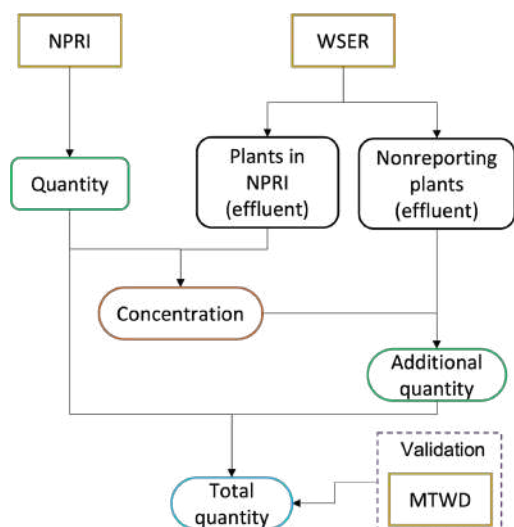 NPRI
WSER
Quantity
Plants in
NPRI
(effluent)
Nonreporting
plants
(effluent)
Concentration
Additional
quantity
Validation
MTWD
Total
quantity